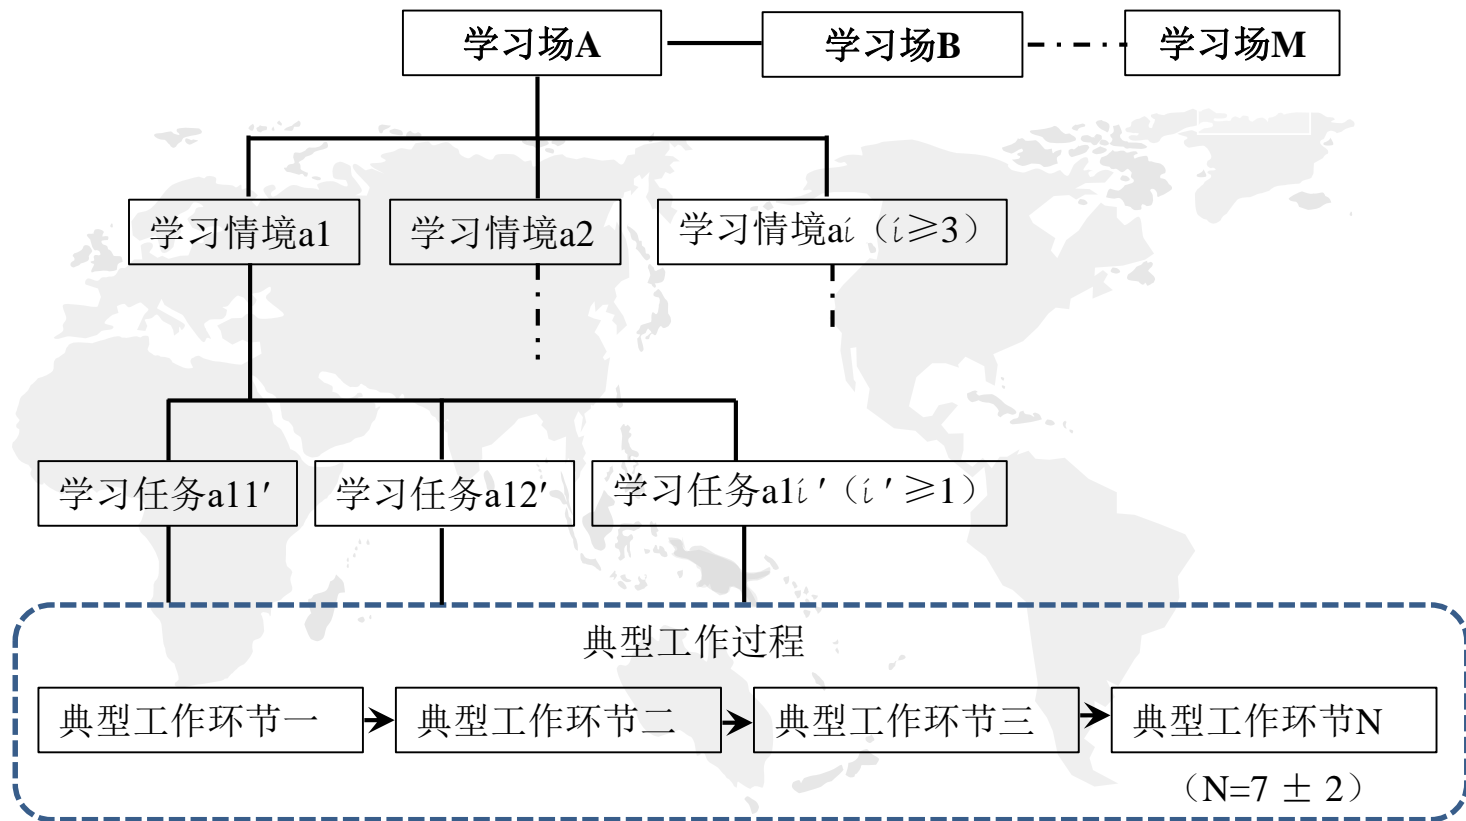 学习场A
学习场B
学习场M
学习情境a1
学习情境a2
学习情境ai（i≥3）
学习任务a11′
学习任务a12′
学习任务a1i′（i′≥1）
典型工作过程
典型工作环节一
典型工作环节二
典型工作环节三
典型工作环节N
（N=7 ± 2）